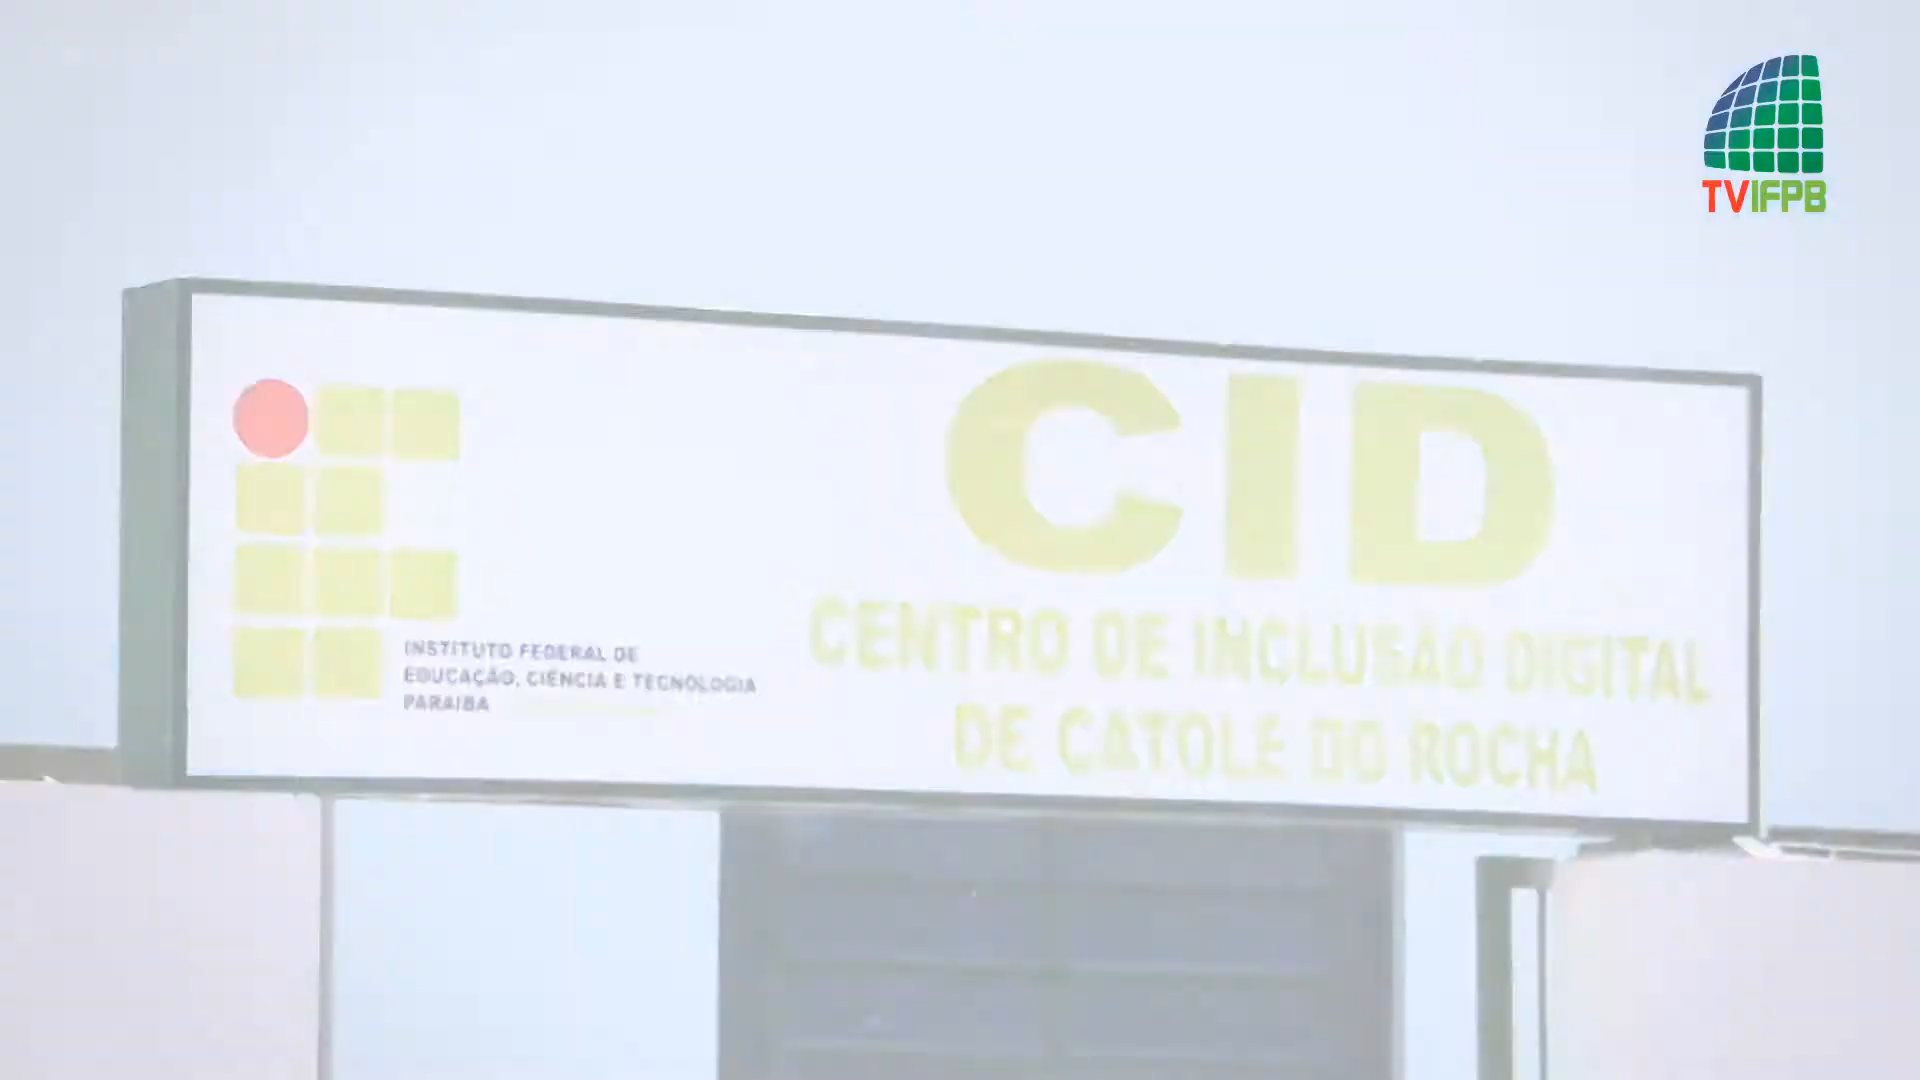 TVIFPB
CID
CENTRO DE INCLUSÃO DIGITAL
DE CATOLÉ DO ROCHA
INSTITUTO FEDERAL DE
EDUCAÇÃO, CIÊNCIA E TECNOLOGIA
PARAÍBA